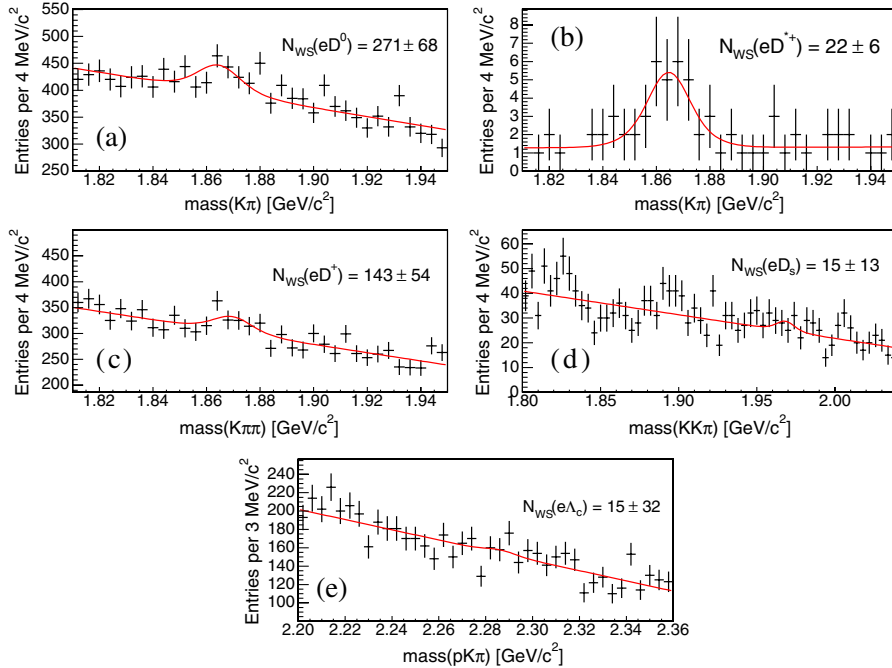 Entries per 4 MeV/c²
550
500
450
400
350
300
250
N_WS(eD⁰) = 271 ± 68
(a)
1.82 1.84 1.86 1.88 1.90 1.92 1.94
mass(Kπ) [GeV/c²]
Entries per 4 MeV/c²
8
7
6
5
4
3
2
1
0
(b)
N_WS(eD*⁺) = 22 ± 6
1.82 1.84 1.86 1.88 1.90 1.92 1.94
mass(Kπ) [GeV/c²]
Entries per 4 MeV/c²
500
450
400
350
300
250
200
N_WS(eD⁺) = 143 ± 54
(c)
1.82 1.84 1.86 1.88 1.90 1.92 1.94
mass(Kππ) [GeV/c²]
Entries per 4 MeV/c²
60
50
40
30
20
10
0
N_WS(eD_s) = 15 ± 13
(d)
1.80 1.85 1.90 1.95 2.00
mass(KKπ) [GeV/c²]
Entries per 3 MeV/c²
240
220
200
180
160
140
120
100
N_WS(eΛ_c) = 15 ± 32
(e)
2.20 2.22 2.24 2.26 2.28 2.30 2.32 2.34 2.36
mass(pKπ) [GeV/c²]